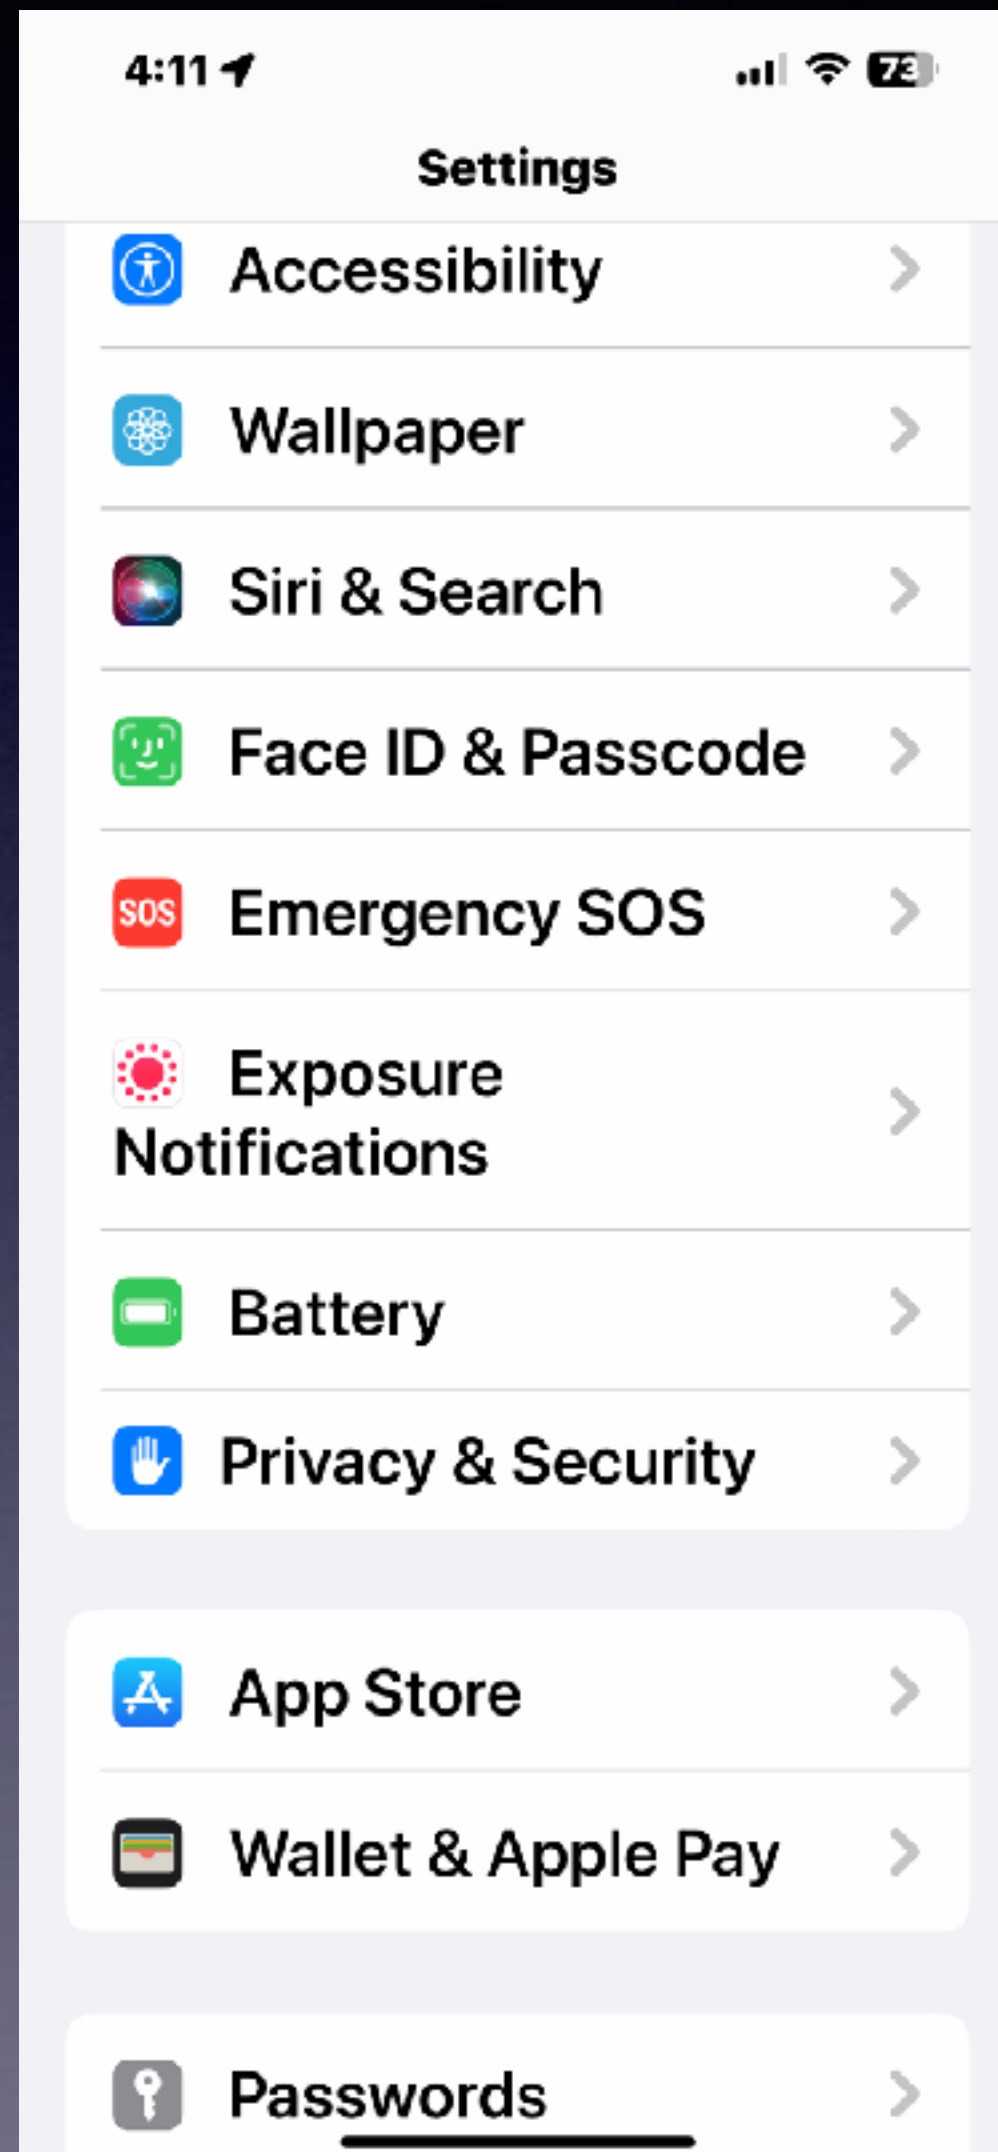 4:11
73
Settings
Accessibility
Wallpaper
Siri & Search
Face ID & Passcode
SOS
Emergency SOS
Exposure
Notifications
Battery
Privacy & Security
App Store
Wallet & Apple Pay
Passwords